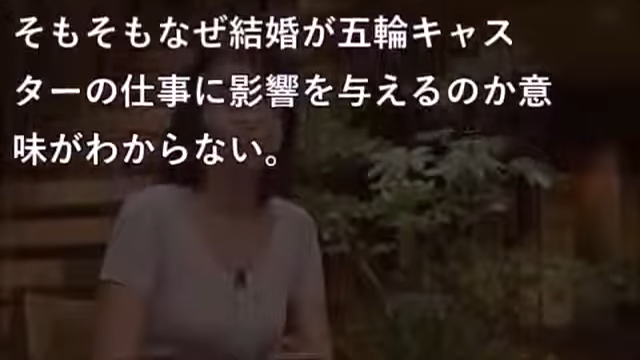 そもそもなぜ結婚が五輪キャス
ターの仕事に影響を与えるのか意
味がわからない。